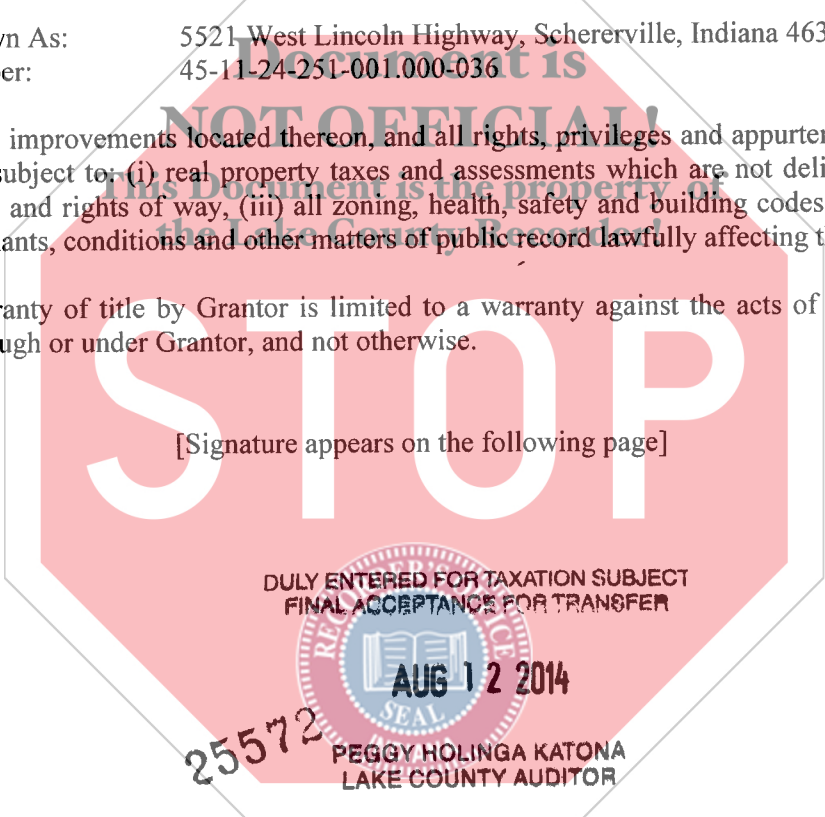 wn As: 5521 West Lincoln Highway, Schererville, Indiana 463
er: 45-11-24-251-001.000-036
Document is
NOT OFFICIAL!
This Document is the property of
the Lake County Recorder!
improvements located thereon, and all rights, privileges and appurten
subject to: (i) real property taxes and assessments which are not deli
and rights of way, (iii) all zoning, health, safety and building codes
ants, conditions and other matters of public record lawfully affecting t
ranty of title by Grantor is limited to a warranty against the acts of
ugh or under Grantor, and not otherwise.
STOP
[Signature appears on the following page]
DULY ENTERED FOR TAXATION SUBJECT
FINAL ACCEPTANCE FOR TRANSFER
RECORDER'S OFFICE
AUG 12 2014
SEAL
INDIANA
25572
PEGGY HOLINGA KATONA
LAKE COUNTY AUDITOR